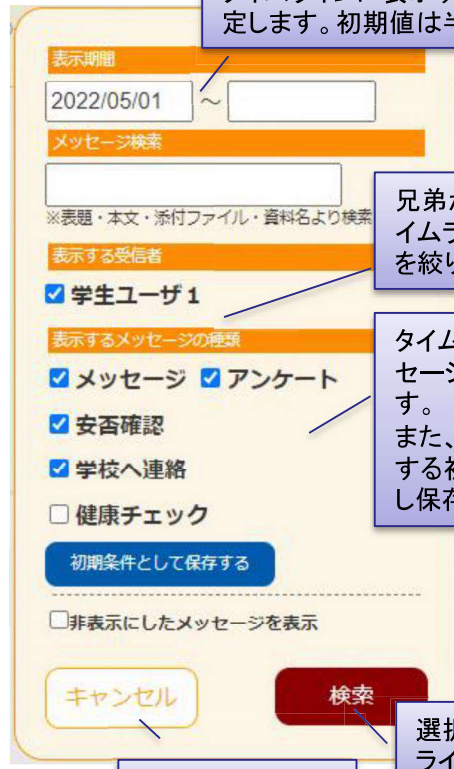 定します。初期値は半
表示期間
2022/05/01 ～
メッセージ検索
※表題・本文・添付ファイル・資料名より検索
兄弟
イムラ
を絞り
表示する受信者
学生ユーザ１
表示するメッセージの種類
メッセージ アンケート
安否確認
学校へ連絡
健康チェック
タイム
セージ
す。
また、
する初
し保存
初期条件として保存する
非表示にしたメッセージを表示
キャンセル 検索
選択
ライ